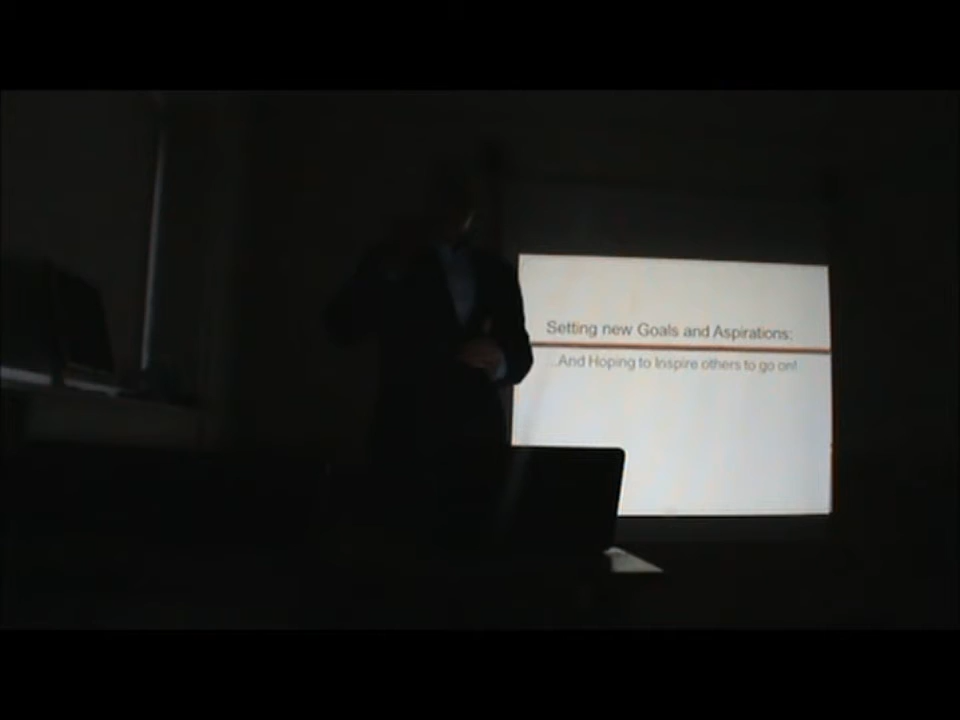 Setting new Goals and Aspirations:
...And Hoping to Inspire others to go on!